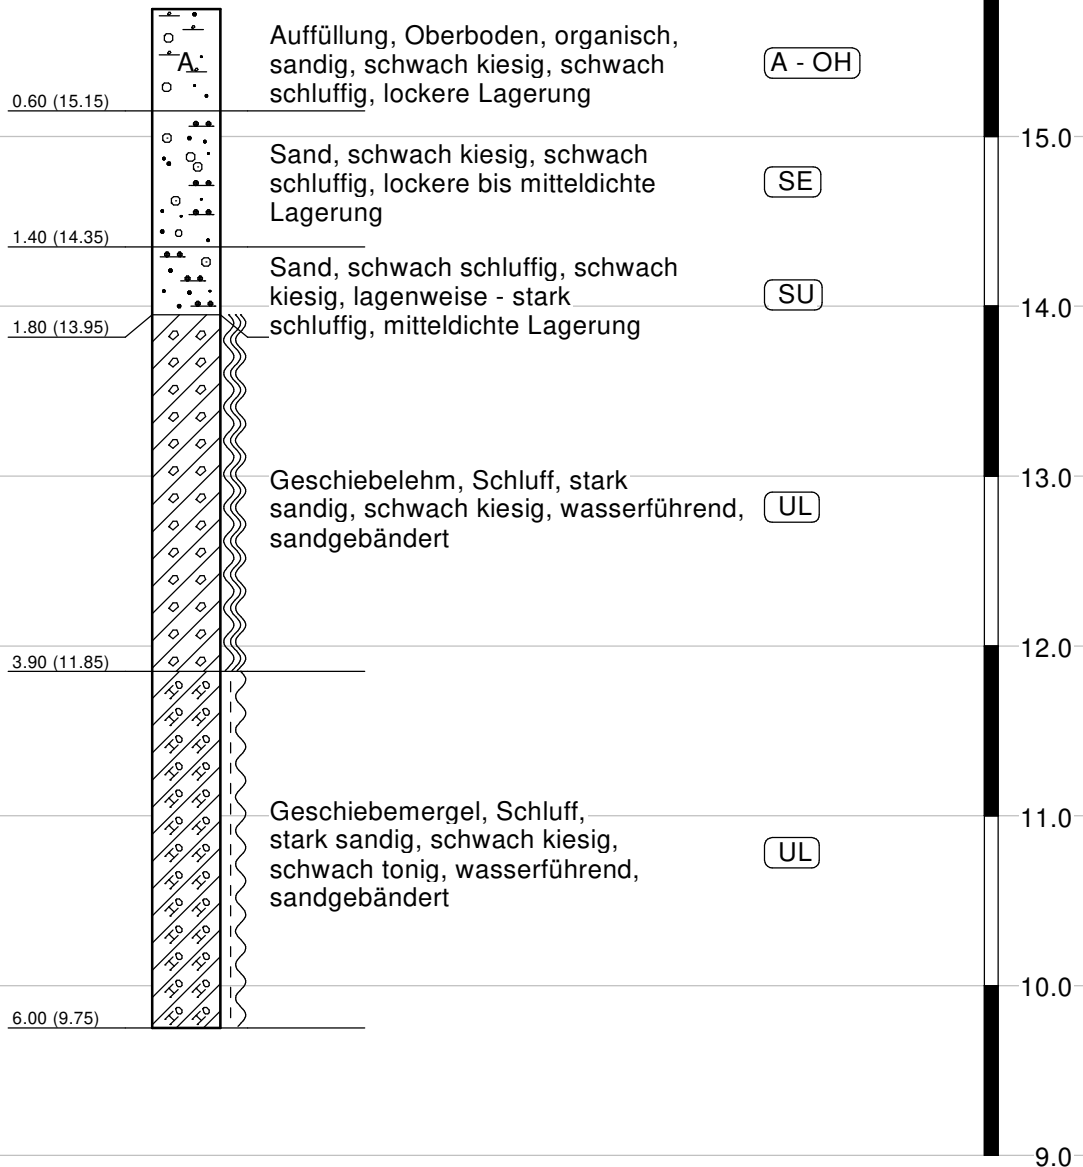 Auffüllung, Oberboden, organisch,
sandig, schwach kiesig, schwach
schluffig, lockere Lagerung
A - OH
A
0.60 (15.15)
15.0
Sand, schwach kiesig, schwach
schluffig, lockere bis mitteldichte
Lagerung
SE
1.40 (14.35)
Sand, schwach schluffig, schwach
kiesig, lagenweise - stark
schluffig, mitteldichte Lagerung
SU
14.0
1.80 (13.95)
13.0
Geschiebelehm, Schluff, stark
sandig, schwach kiesig, wasserführend,
sandgebändert
UL
12.0
3.90 (11.85)
11.0
Geschiebemergel, Schluff,
stark sandig, schwach kiesig,
schwach tonig, wasserführend,
sandgebändert
UL
10.0
6.00 (9.75)
9.0